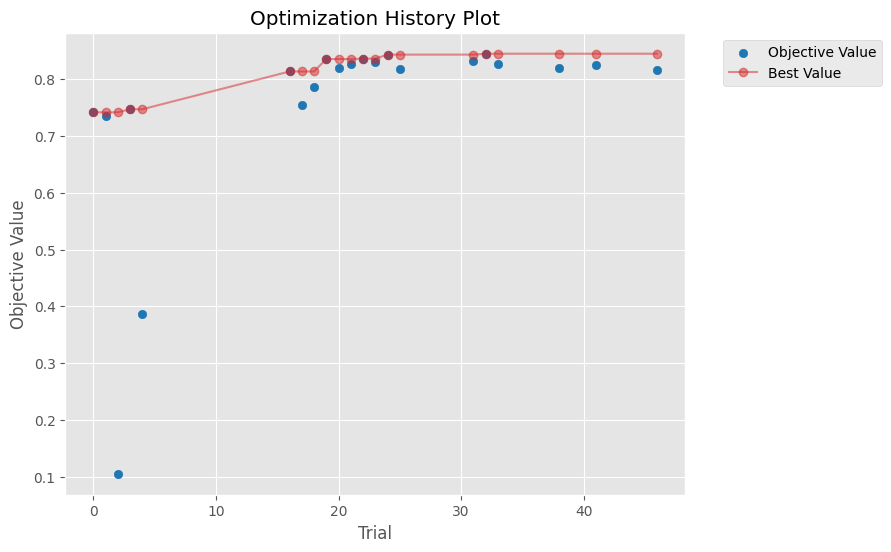 Optimization History Plot
Objective Value
Best Value
Objective Value
0.8
0.7
0.6
0.5
0.4
0.3
0.2
0.1
0 10 20 30 40
Trial